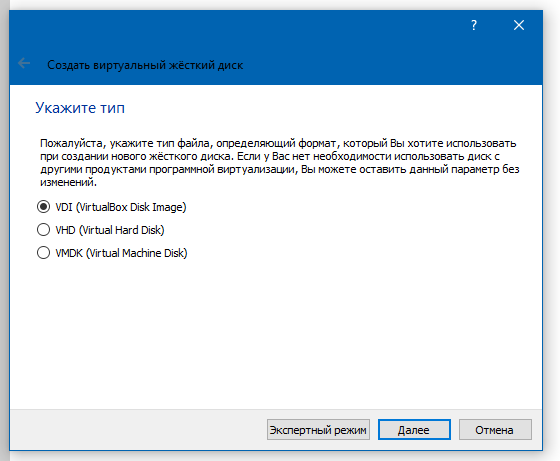 ?
Создать виртуальный жёсткий диск
Укажите тип
Пожалуйста, укажите тип файла, определяющий формат, который Вы хотите использовать
при создании нового жёсткого диска. Если у Вас нет необходимости использовать диск с
другими продуктами программной виртуализации, Вы можете оставить данный параметр без
изменений.
VDI (VirtualBox Disk Image)
VHD (Virtual Hard Disk)
VMDK (Virtual Machine Disk)
Экспертный режим Далее Отмена